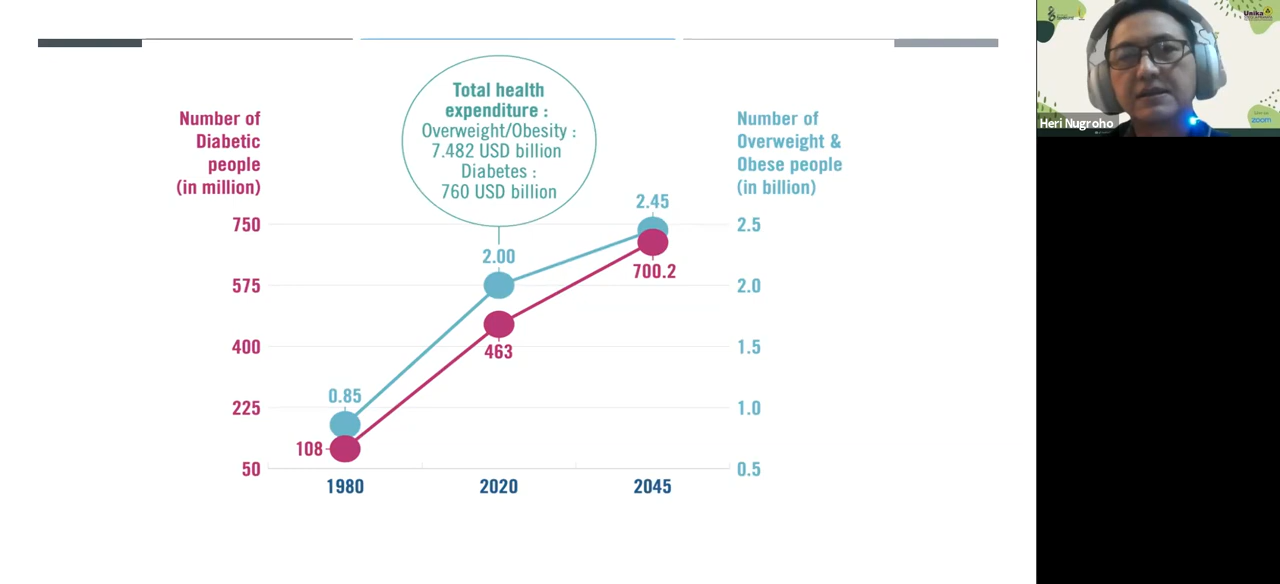 Total health
expenditure :
Overweight/Obesity :
7.482 USD billion
Diabetes :
760 USD billion
Number of
Diabetic
people
(in million)
Number of
Overweight &
Obese people
(in billion)
750
575
400
225
50
2.5
2.0
1.5
1.0
0.5
0.85
2.00
2.45
108
463
700.2
1980
2020
2045
Unika
zoom
Heri Nugroho